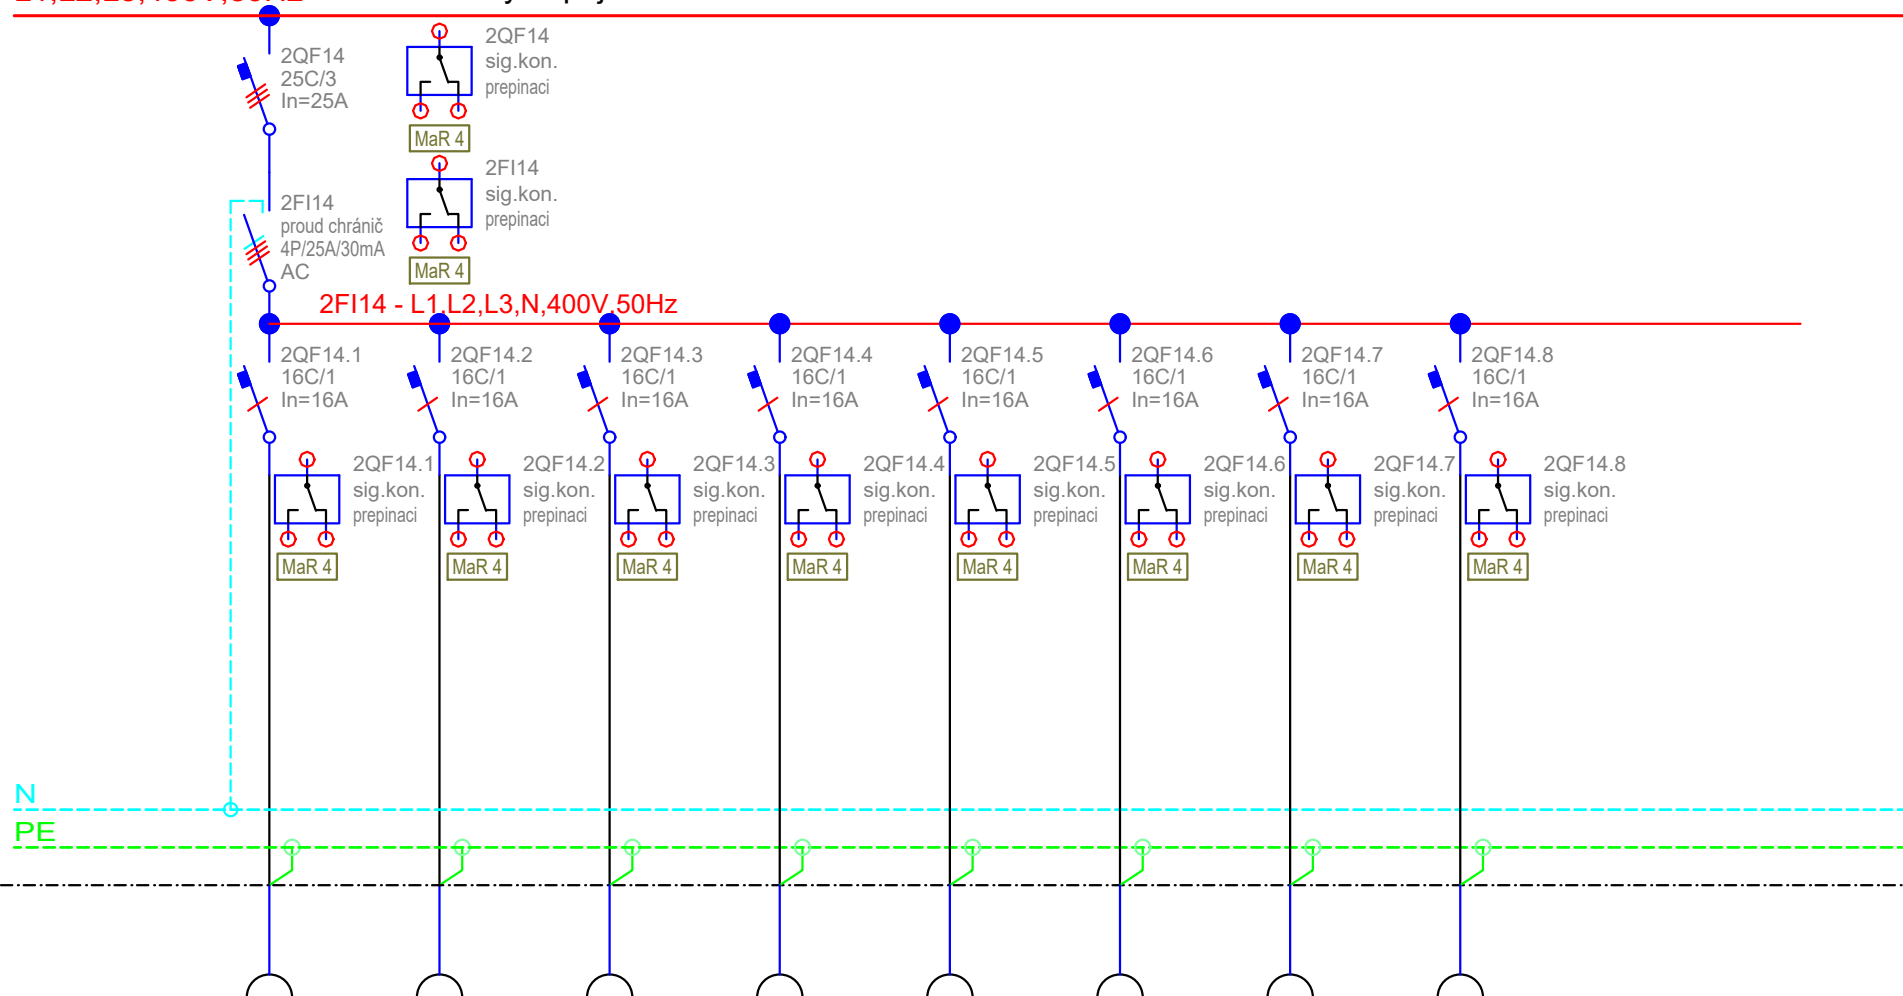 2QF14
25C/3
In=25A
2QF14
sig.kon.
prepinaci
MaR 4
2FI14
proud chránič
4P/25A/30mA
AC
2FI14
sig.kon.
prepinaci
MaR 4
2FI14 - L1,L2,L3,N,400V,50Hz
2QF14.1
16C/1
In=16A
2QF14.2
16C/1
In=16A
2QF14.3
16C/1
In=16A
2QF14.4
16C/1
In=16A
2QF14.5
16C/1
In=16A
2QF14.6
16C/1
In=16A
2QF14.7
16C/1
In=16A
2QF14.8
16C/1
In=16A
2QF14.1
sig.kon.
prepinaci
MaR 4
2QF14.2
sig.kon.
prepinaci
MaR 4
2QF14.3
sig.kon.
prepinaci
MaR 4
2QF14.4
sig.kon.
prepinaci
MaR 4
2QF14.5
sig.kon.
prepinaci
MaR 4
2QF14.6
sig.kon.
prepinaci
MaR 4
2QF14.7
sig.kon.
prepinaci
MaR 4
2QF14.8
sig.kon.
prepinaci
MaR 4
N
PE